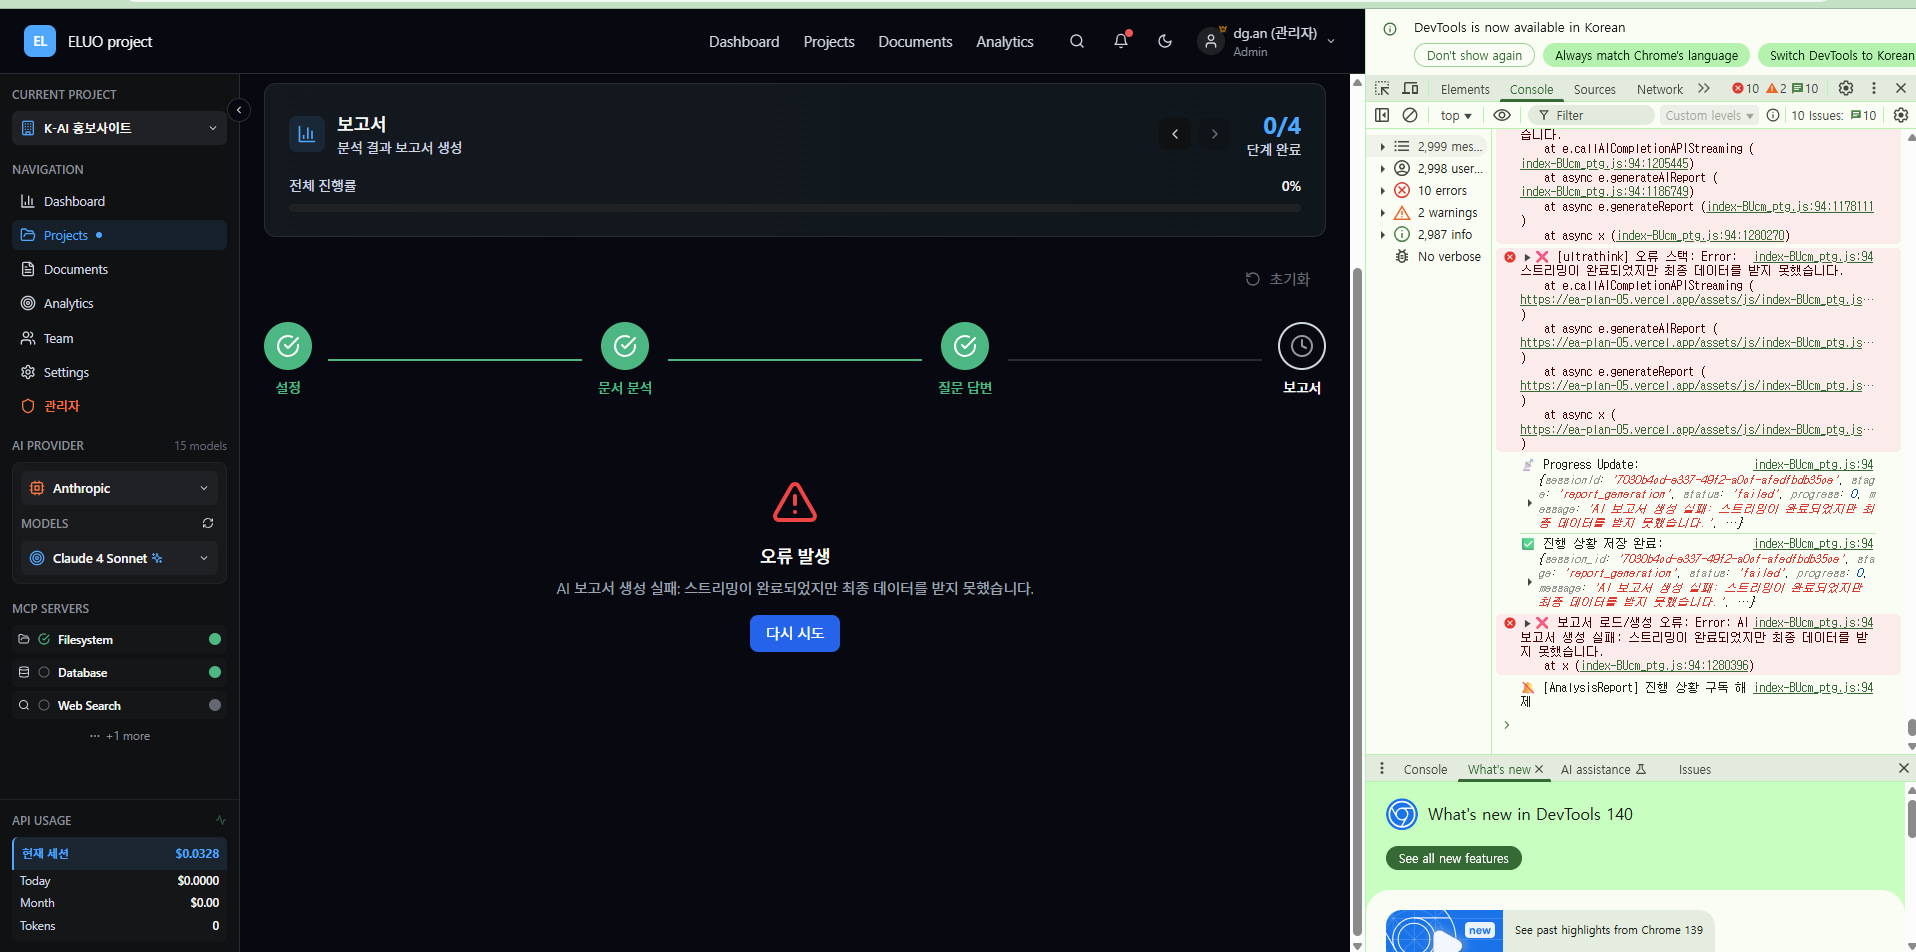 EL
ELUO project
Dashboard
Projects
Documents
Analytics
dg.an (관리자)
Admin
CURRENT PROJECT
K-AI 홍보사이트
NAVIGATION
Dashboard
Projects
Documents
Analytics
Team
Settings
관리자
AI PROVIDER
15 models
Anthropic
MODELS
Claude 4 Sonnet
MCP SERVERS
Filesystem
Database
Web Search
+1 more
API USAGE
현재 세션 $0.0328
Today $0.0000
Month $0.00
Tokens 0
보고서
분석 결과 보고서 생성
0/4
단계 완료
전체 진행률 0%
초기화
설정
문서 분석
질문 답변
보고서
오류 발생
AI 보고서 생성 실패: 스트리밍이 완료되었지만 최종 데이터를 받지 못했습니다.
다시 시도
DevTools is now available in Korean
Don't show again
Always match Chrome's language
Switch DevTools to Korean
Elements
Console
Sources
Network
10
2
10
top
Filter
Custom levels
10 Issues: 10
2,999 mes...
2,998 user...
10 errors
2 warnings
2,987 info
No verbose
습니다.
at e.callAICompletionAPIStreaming (
index-BUcm_ptg.js:94:1205445)
at async e.generateAIReport (
index-BUcm_ptg.js:94:1186749)
at async e.generateReport (index-BUcm_ptg.js:94:1178111
)
at async x (index-BUcm_ptg.js:94:1280270)
[ultrathink] 오류 스택: Error: index-BUcm_ptg.js:94
스트리밍이 완료되었지만 최종 데이터를 받지 못했습니다.
at e.callAICompletionAPIStreaming (
https://ea-plan-05.vercel.app/assets/js/index-BUcm_ptg.js…
)
at async e.generateAIReport (
https://ea-plan-05.vercel.app/assets/js/index-BUcm_ptg.js…
)
at async e.generateReport (
https://ea-plan-05.vercel.app/assets/js/index-BUcm_ptg.js…
)
at async x (
https://ea-plan-05.vercel.app/assets/js/index-BUcm_ptg.js…
)
Progress Update: index-BUcm_ptg.js:94
{sessionId: , stag
e: 'report_generation', status: 'failed', progress: 0, m
essage: 'AI 보고서 생성 실패: 스트리밍이 완료되었지만 최
종 데이터를 받지 못했습니다.', …}
진행 상황 저장 완료: index-BUcm_ptg.js:94
{session_id: , sta
ge: 'report_generation', status: 'failed', progress: 0,
message: 'AI 보고서 생성 실패: 스트리밍이 완료되었지만
최종 데이터를 받지 못했습니다.', …}
보고서 로드/생성 오류: Error: AI index-BUcm_ptg.js:94
보고서 생성 실패: 스트리밍이 완료되었지만 최종 데이터를 받
지 못했습니다.
at x (index-BUcm_ptg.js:94:1280396)
[AnalysisReport] 진행 상황 구독 해 index-BUcm_ptg.js:94
제
Console
What's new
AI assistance
Issues
What's new in DevTools 140
See all new features
new
See past highlights from Chrome 139